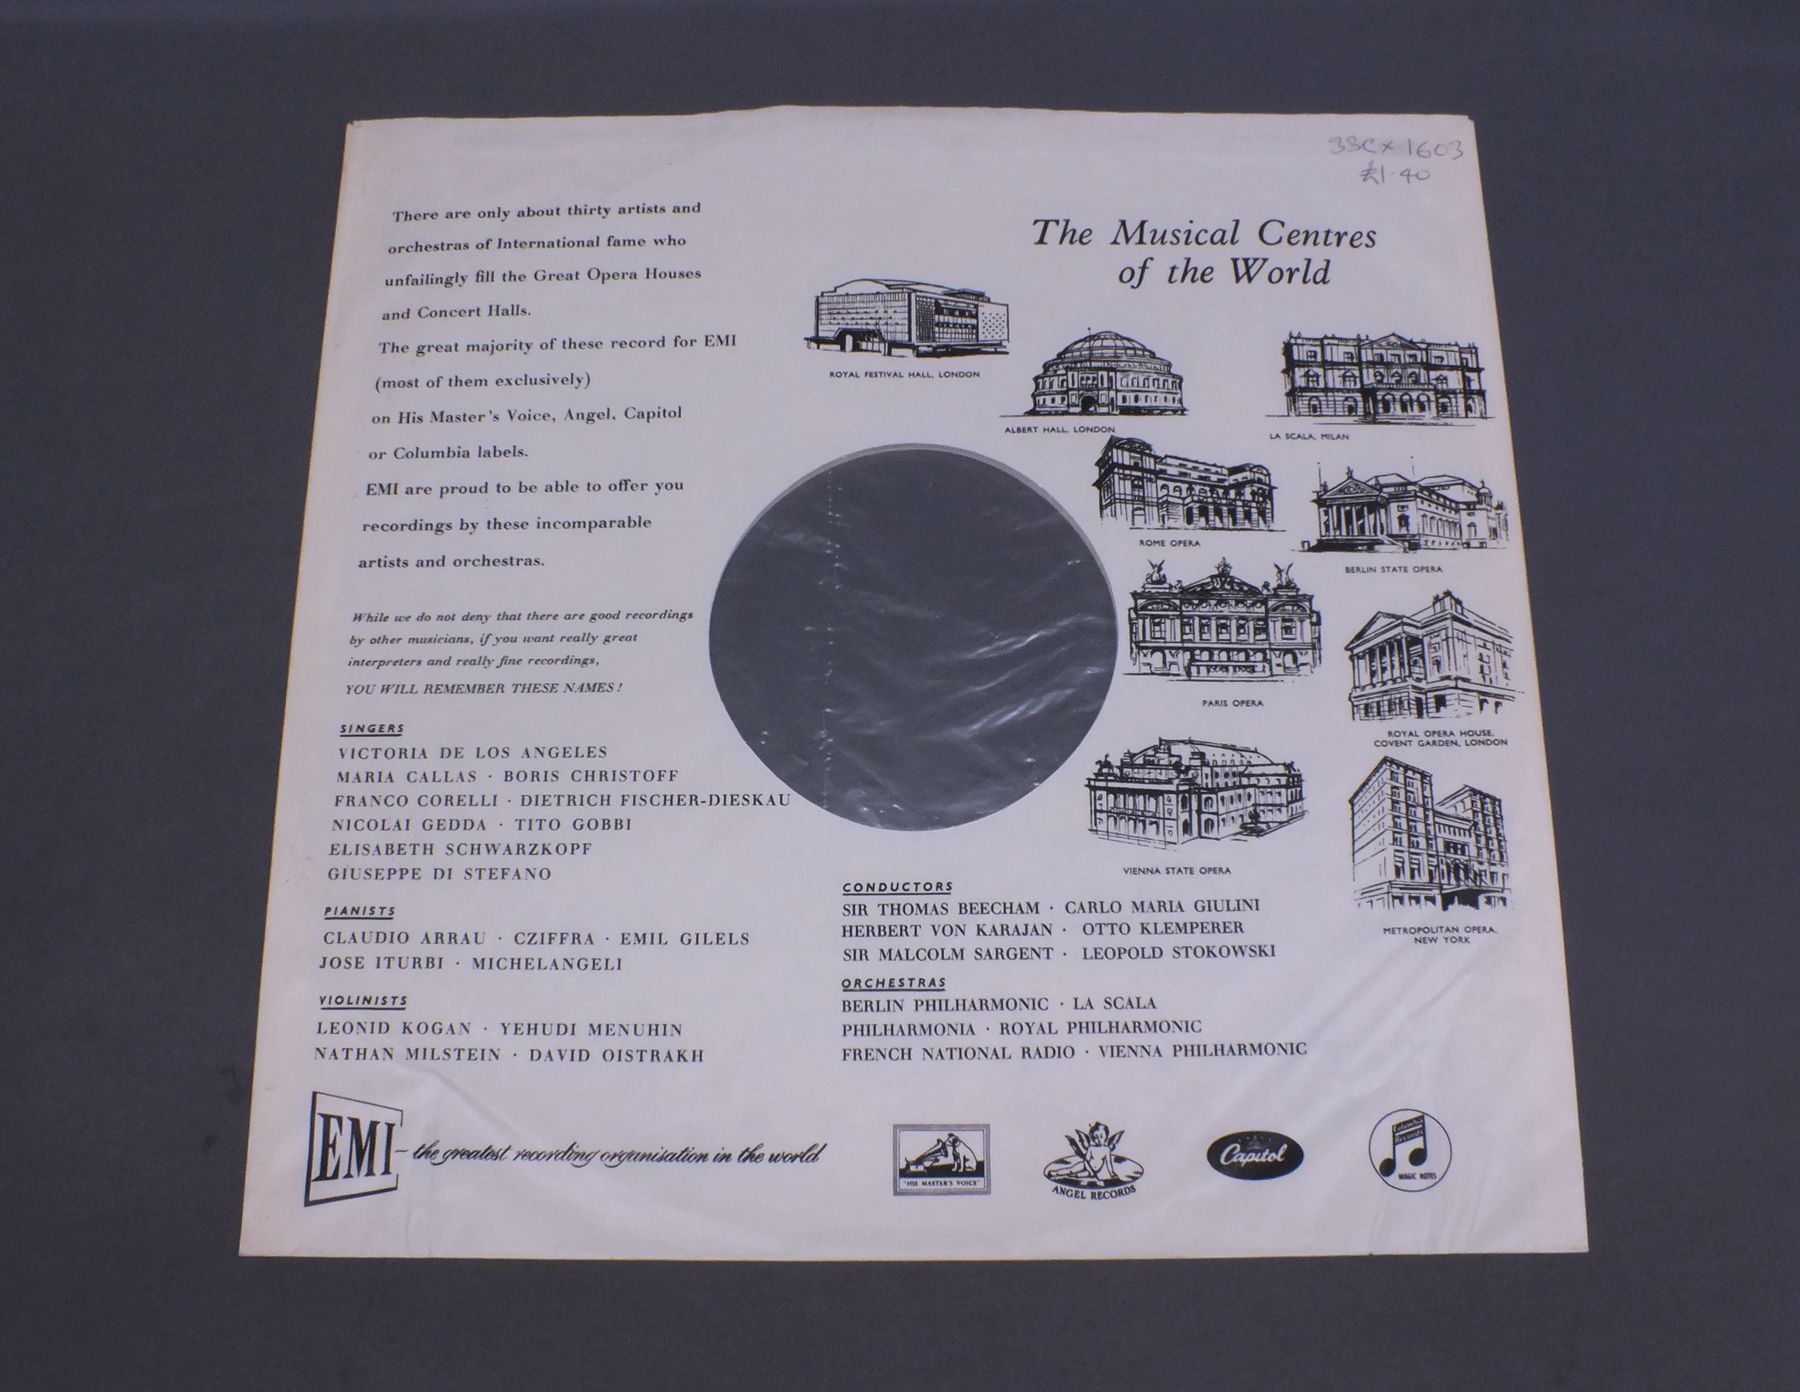 33CX 1603
£1·40
There are only about thirty artists and
orchestras of International fame who
unfailingly fill the Great Opera Houses
and Concert Halls.
The great majority of these record for EMI
(most of them exclusively)
on His Master's Voice, Angel, Capitol
or Columbia labels.
EMI are proud to be able to offer you
recordings by these incomparable
artists and orchestras.
While we do not deny that there are good recordings
by other musicians, if you want really great
interpreters and really fine recordings,
YOU WILL REMEMBER THESE NAMES!
SINGERS
VICTORIA DE LOS ANGELES
MARIA CALLAS · BORIS CHRISTOFF
FRANCO CORELLI · DIETRICH FISCHER-DIESKAU
NICOLAI GEDDA · TITO GOBBI
ELISABETH SCHWARZKOPF
GIUSEPPE DI STEFANO
PIANISTS
CLAUDIO ARRAU · CZIFFRA · EMIL GILELS
JOSE ITURBI · MICHELANGELI
VIOLINISTS
LEONID KOGAN · YEHUDI MENUHIN
NATHAN MILSTEIN · DAVID OISTRAKH
The Musical Centres
of the World
ROYAL FESTIVAL HALL, LONDON
ALBERT HALL, LONDON
LA SCALA, MILAN
ROME OPERA
BERLIN STATE OPERA
PARIS OPERA
ROYAL OPERA HOUSE,
COVENT GARDEN, LONDON
VIENNA STATE OPERA
METROPOLITAN OPERA,
NEW YORK
CONDUCTORS
SIR THOMAS BEECHAM · CARLO MARIA GIULINI
HERBERT VON KARAJAN · OTTO KLEMPERER
SIR MALCOLM SARGENT · LEOPOLD STOKOWSKI
ORCHESTRAS
BERLIN PHILHARMONIC · LA SCALA
PHILHARMONIA · ROYAL PHILHARMONIC
FRENCH NATIONAL RADIO · VIENNA PHILHARMONIC
EMI — the greatest recording organisation in the world
"HIS MASTER'S VOICE"
ANGEL RECORDS
Capitol
Columbia
Records
MAGIC NOTES